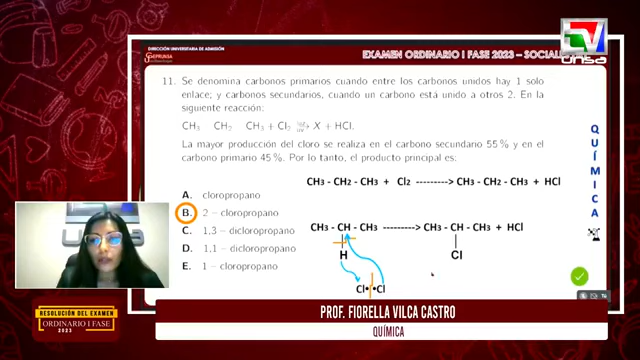 DIRECCIÓN UNIVERSITARIA DE ADMISIÓN
CEPRUNSA
EXAMEN ORDINARIO I FASE 2023 – SOCIALES
TV
UNSA
11. Se denomina carbonos primarios cuando entre los carbonos unidos hay 1 solo
enlace; y carbonos secundarios, cuando un carbono está unido a otros 2. En la
siguiente reacción:
CH3 CH2 CH3 + Cl2 X + HCl.
La mayor producción del cloro se realiza en el carbono secundario 55% y en el
carbono primario 45%. Por lo tanto, el producto principal es:
A. cloropropano
B. 2 – cloropropano
C. 1,3 – dicloropropano
D. 1,1 – dicloropropano
E. 1 – cloropropano
CH3 - CH2 - CH3 + Cl2 ---------> CH3 - CH2 - CH3 + HCl
CH3 - CH - CH3 ---------> CH3 - CH - CH3 + HCl
H
Cl
Cl• •Cl
QUÍMICA
RESOLUCIÓN DEL EXAMEN
ORDINARIO I FASE
2023
PROF. FIORELLA VILCA CASTRO
QUÍMICA